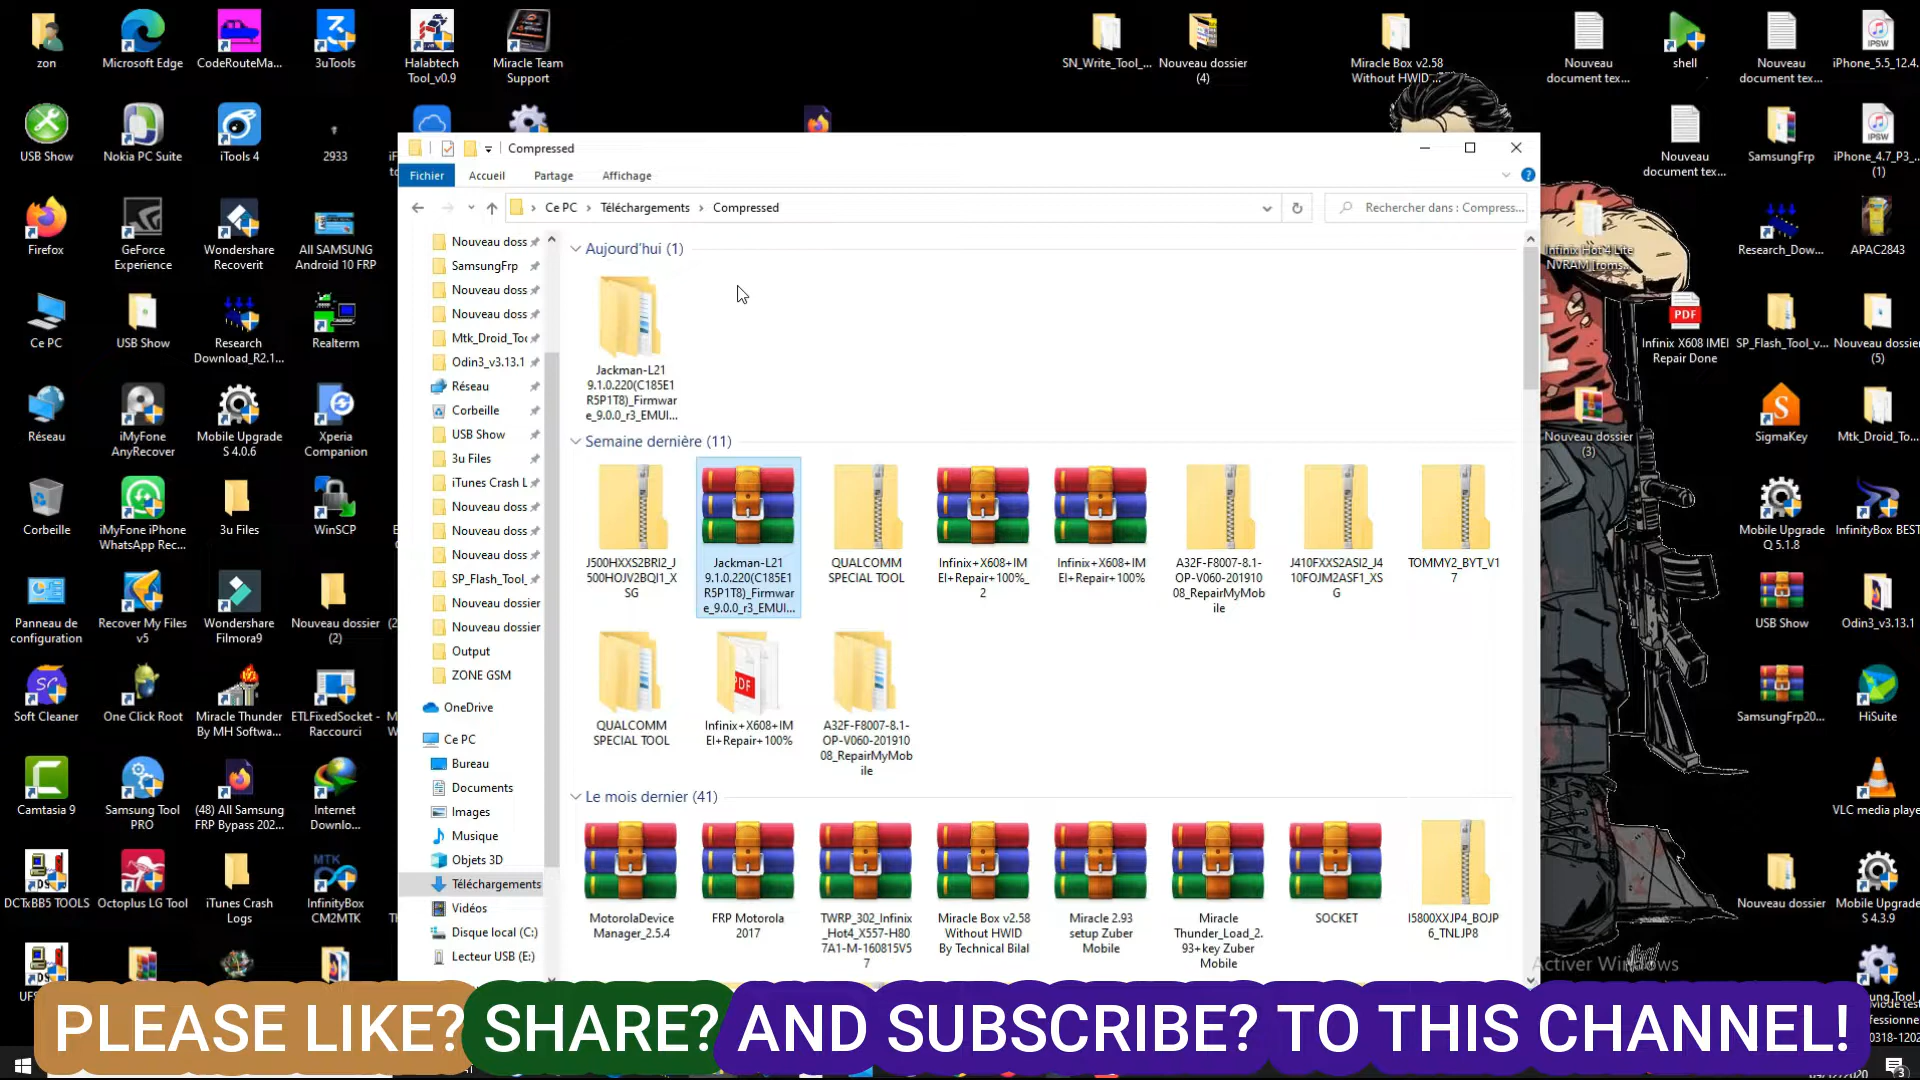 zon
Microsoft Edge
CodeRouteMa...
3uTools
Halabtech
Tool_v0.9
Miracle Team
Support
SN_Write_Tool_...
Nouveau dossier
(4)
Miracle Box v2.58
Without HWID ...
Nouveau
document tex...
shell
Nouveau
document tex...
iPhone_5.5_12.4...
USB Show
Nokia PC Suite
iTools 4
2933
Nouveau
document tex...
SamsungFrp
iPhone_4.7_P3_...
(1)
Firefox
GeForce
Experience
Wondershare
Recoverit
All SAMSUNG
Android 10 FRP
Infinix Hot 4 Lite
NVRAM [roms...
Research_Dow...
APAC2843
Ce PC
USB Show
Research
Download_R2.1...
Realterm
PDF
Infinix X608 IMEI
Repair Done
SP_Flash_Tool_v...
Nouveau dossier
(5)
Réseau
iMyFone
AnyRecover
Mobile Upgrade
S 4.0.6
Xperia
Companion
Nouveau dossier
(3)
SigmaKey
Mtk_Droid_To...
Corbeille
iMyFone iPhone
WhatsApp Rec...
3u Files
WinSCP
Mobile Upgrade
Q 5.1.8
InfinityBox BEST
Panneau de
configuration
Recover My Files
v5
Wondershare
Filmora9
Nouveau dossier
(2)
USB Show
Odin3_v3.13.1
Soft Cleaner
One Click Root
Miracle Thunder
By MH Softwa...
ETLFixedSocket -
Raccourci
SamsungFrp20...
HiSuite
Camtasia 9
Samsung Tool
PRO
(48) All Samsung
FRP Bypass 202...
Internet
Downlo...
VLC media playe
DCTxBB5 TOOLS
Octoplus LG Tool
iTunes Crash
Logs
MTK
InfinityBox
CM2MTK
Nouveau dossier
Mobile Upgrade
S 4.3.9
Compressed
Fichier
Accueil
Partage
Affichage
Ce PC
Téléchargements
Compressed
Rechercher dans : Compress...
Nouveau doss
SamsungFrp
Nouveau doss
Nouveau doss
Mtk_Droid_Toc
Odin3_v3.13.1
Réseau
Corbeille
USB Show
3u Files
iTunes Crash L
Nouveau doss
Nouveau doss
Nouveau doss
SP_Flash_Tool_
Nouveau dossier
Nouveau dossier
Output
ZONE GSM
OneDrive
Ce PC
Bureau
Documents
Images
Musique
Objets 3D
Téléchargements
Vidéos
Disque local (C:)
Lecteur USB (E:)
Aujourd'hui (1)
Jackman-L21
9.1.0.220(C185E1
R5P1T8)_Firmwar
e_9.0.0_r3_EMUI...
Semaine dernière (11)
J500HXXS2BRI2_J
500HOJV2BQI1_X
SG
Jackman-L21
9.1.0.220(C185E1
R5P1T8)_Firmwar
e_9.0.0_r3_EMUI...
QUALCOMM
SPECIAL TOOL
Infinix+X608+IM
EI+Repair+100%_
2
Infinix+X608+IM
EI+Repair+100%
A32F-F8007-8.1-
OP-V060-201910
08_RepairMyMob
ile
J410FXXS2ASI2_J4
10FOJM2ASF1_XS
G
TOMMY2_BYT_V1
7
QUALCOMM
SPECIAL TOOL
PDF
Infinix+X608+IM
EI+Repair+100%
A32F-F8007-8.1-
OP-V060-201910
08_RepairMyMob
ile
Le mois dernier (41)
MotorolaDevice
Manager_2.5.4
FRP Motorola
2017
TWRP_302_Infinix
_Hot4_X557-H80
7A1-M-160815V5
7
Miracle Box v2.58
Without HWID
By Technical Bilal
Miracle 2.93
setup Zuber
Mobile
Miracle
Thunder_Load_2.
93+key Zuber
Mobile
SOCKET
I5800XXJP4_BOJP
6_TNLJP8
Activer Windows
PLEASE LIKE? SHARE? AND SUBSCRIBE? TO THIS CHANNEL!